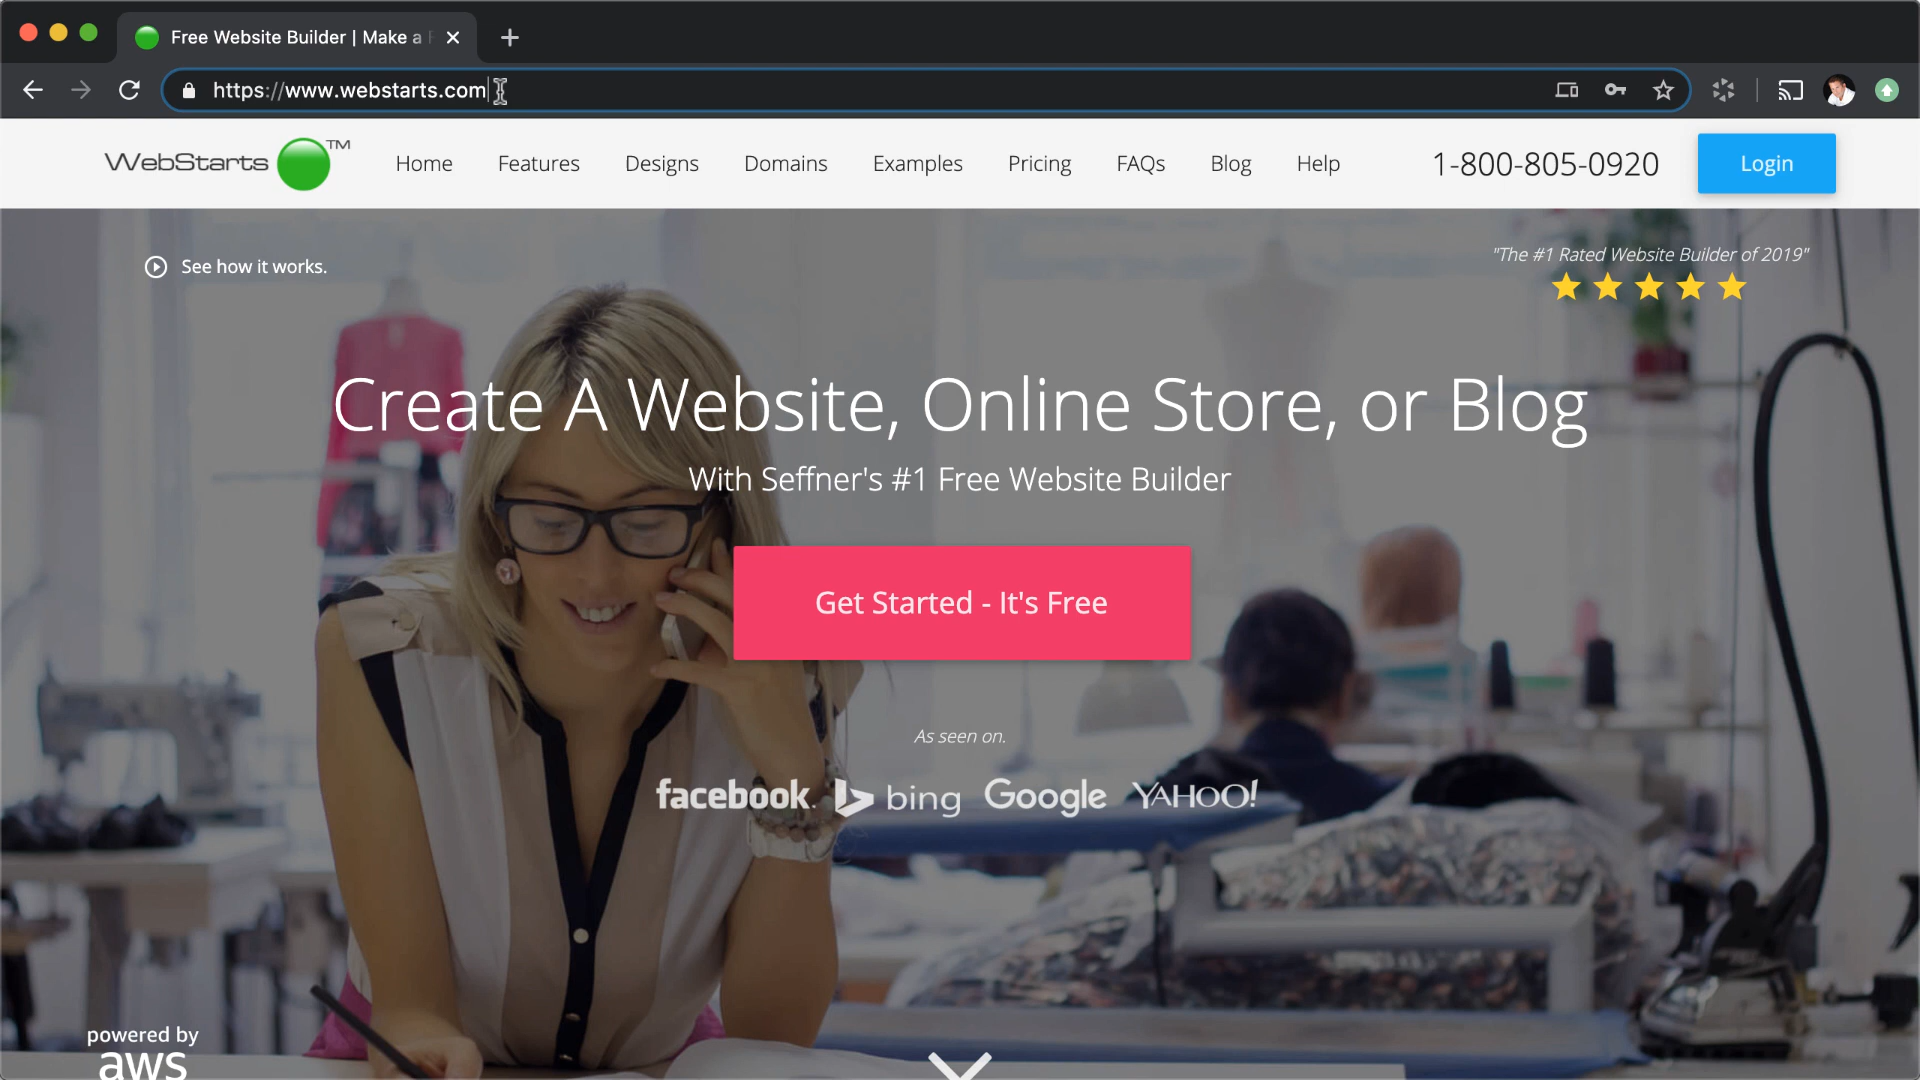 Free Website Builder | Make a F
https://www.webstarts.com
WebStarts TM
Home Features Designs Domains Examples Pricing FAQs Blog Help 1-800-805-0920 Login
See how it works.
"The #1 Rated Website Builder of 2019"
Create A Website, Online Store, or Blog
With Seffner's #1 Free Website Builder
Get Started - It's Free
As seen on.
facebook. bing Google YAHOO!
powered by
aws